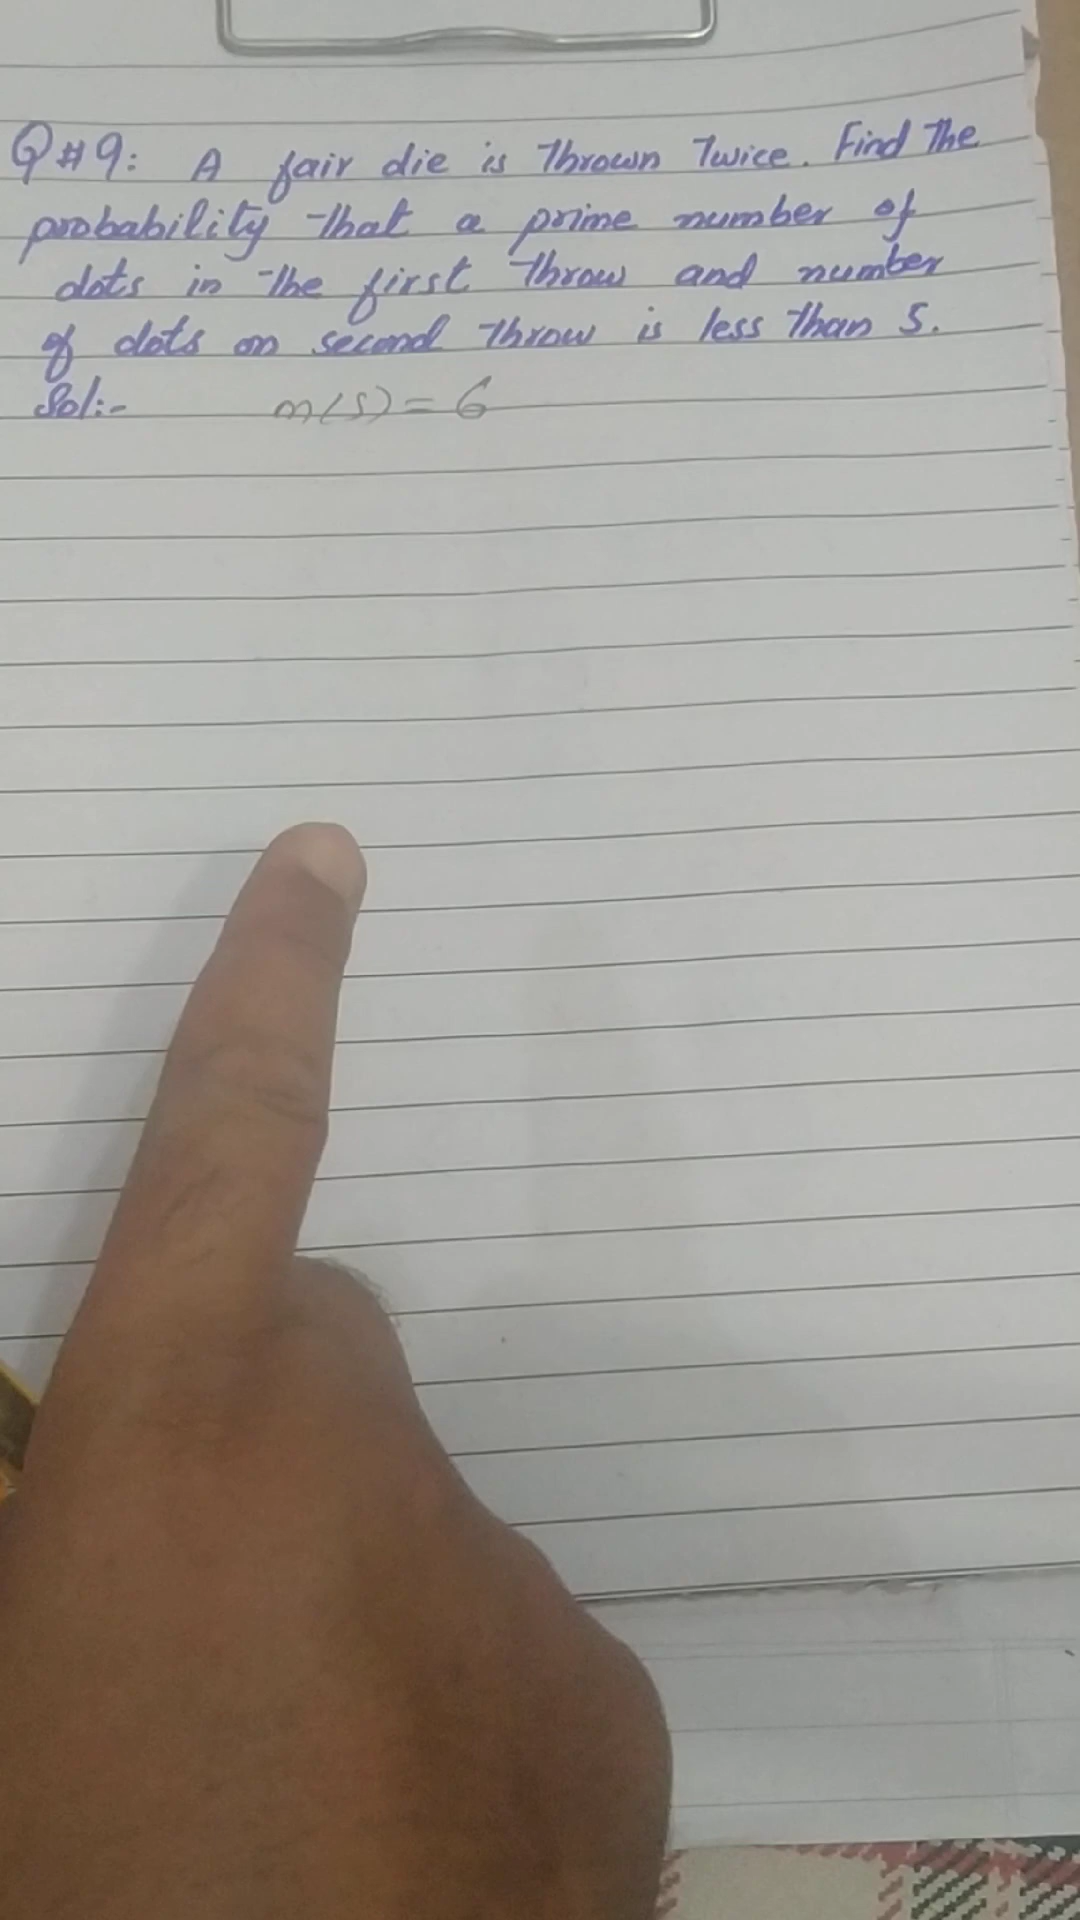 Q#9: A fair die is thrown twice. Find the
probability that a prime number of
dots in the first throw and number
of dots on second throw is less than 5.
Sol:- n(s) = 6